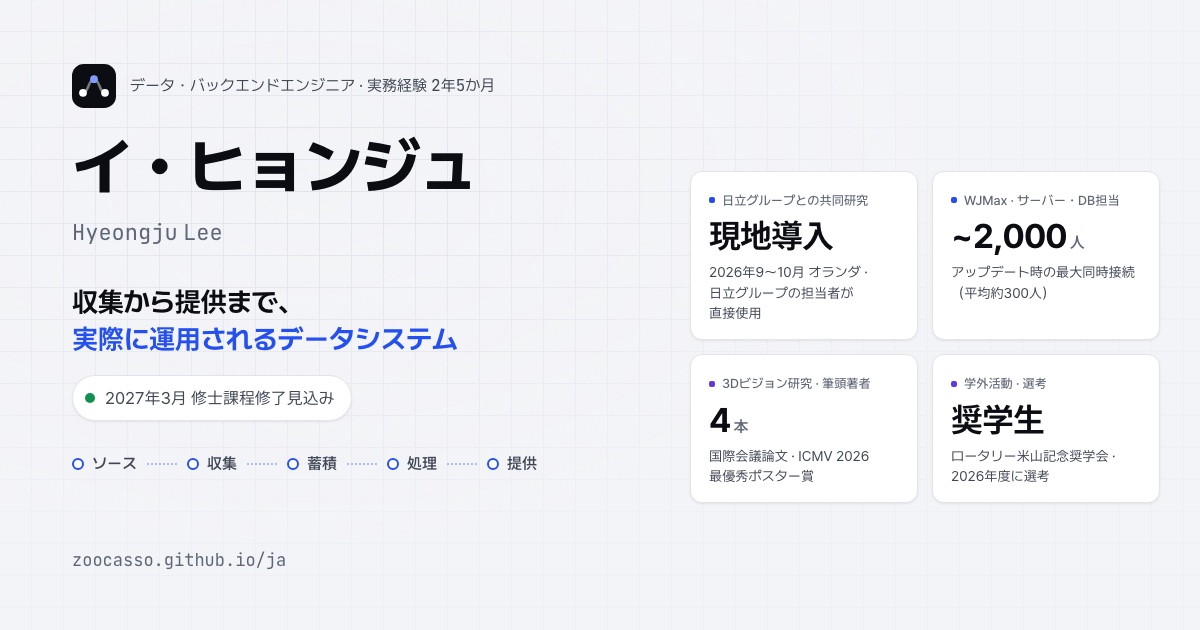 データ・バックエンドエンジニア · 実務経験 2年5か月
イ・ヒョンジュ
Hyeongju Lee
収集から提供まで、
実際に運用されるデータシステム
2027年3月 修士課程修了見込み
ソース 収集 蓄積 処理 提供
zoocasso.github.io/ja
日立グループとの共同研究
現地導入
2026年9〜10月 オランダ ·
日立グループの担当者が
直接使用
WJMax · サーバー・DB担当
~2,000人
アップデート時の最大同時接続
（平均約300人）
3Dビジョン研究 · 筆頭著者
4本
国際会議論文 · ICMV 2026
最優秀ポスター賞
学外活動 · 選考
奨学生
ロータリー米山記念奨学会 ·
2026年度に選考